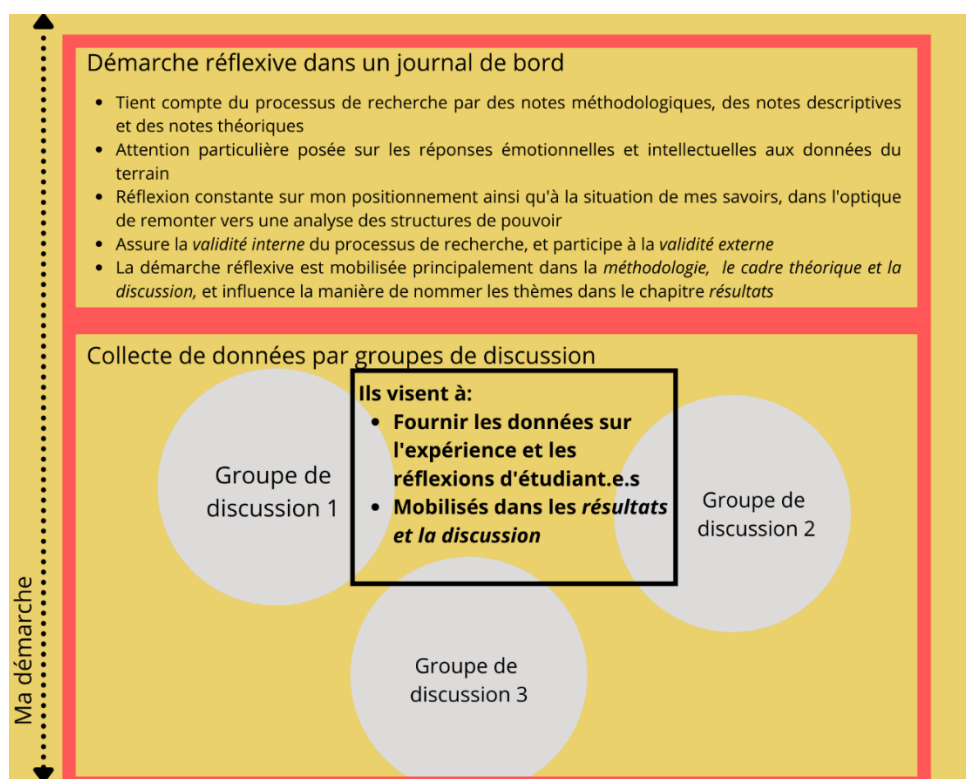 Démarche réflexive dans un journal de bord
• Tient compte du processus de recherche par des notes méthodologiques, des notes descriptives
et des notes théoriques
• Attention particulière posée sur les réponses émotionnelles et intellectuelles aux données du
terrain
• Réflexion constante sur mon positionnement ainsi qu'à la situation de mes savoirs, dans l'optique
de remonter vers une analyse des structures de pouvoir
• Assure la validité interne du processus de recherche, et participe à la validité externe
• La démarche réflexive est mobilisée principalement dans la méthodologie, le cadre théorique et la
discussion, et influence la manière de nommer les thèmes dans le chapitre résultats
Collecte de données par groupes de discussion
Ils visent à:
• Fournir les données sur
l'expérience et les
réflexions d'étudiant.e.s
• Mobilisés dans les résultats
et la discussion
Groupe de
discussion 1
Groupe de
discussion 2
Groupe de
discussion 3
Ma démarche